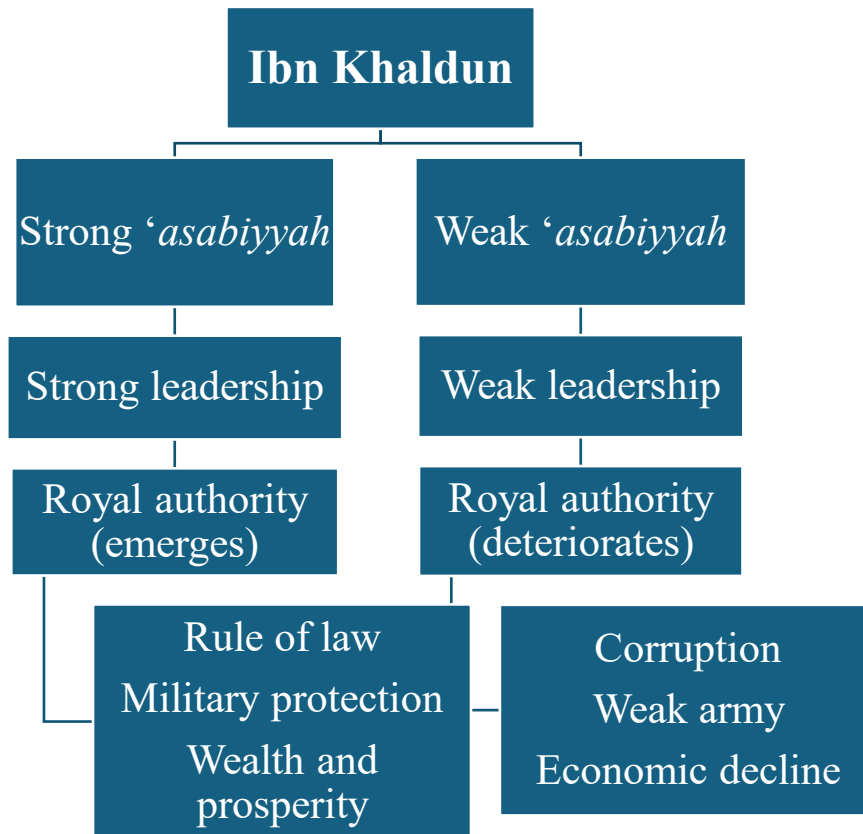 Ibn Khaldun
Strong ‘asabiyyah
Weak ‘asabiyyah
Strong leadership
Weak leadership
Royal authority
(emerges)
Royal authority
(deteriorates)
Rule of law
Military protection
Wealth and
prosperity
Corruption
Weak army
Economic decline